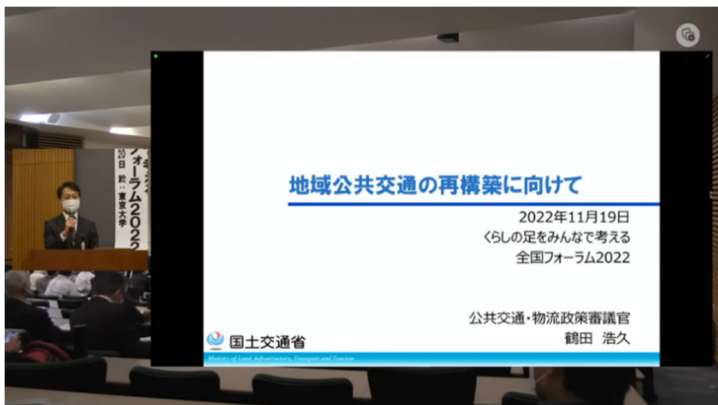 地域公共交通の再構築に向けて
2022年11月19日
くらしの足をみんなで考える
全国フォーラム2022
公共交通・物流政策審議官
鶴田 浩久
国土交通省
Ministry of Land, Infrastructure, Transport and Tourism
フォーラム2022
20日 於:東京大学